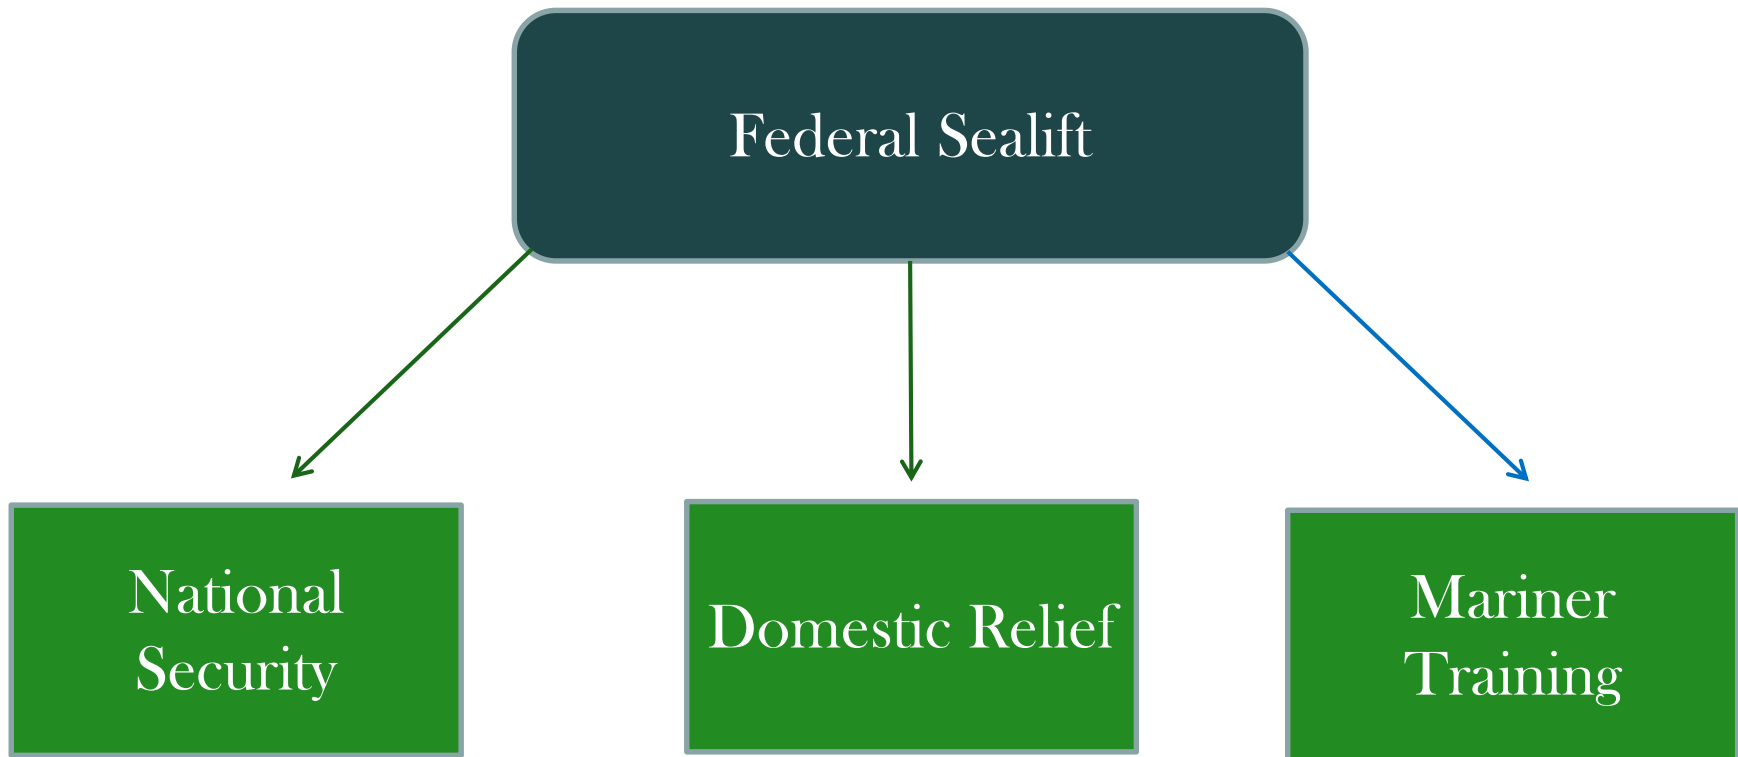 Federal Sealift
National
Security
Domestic Relief
Mariner
Training